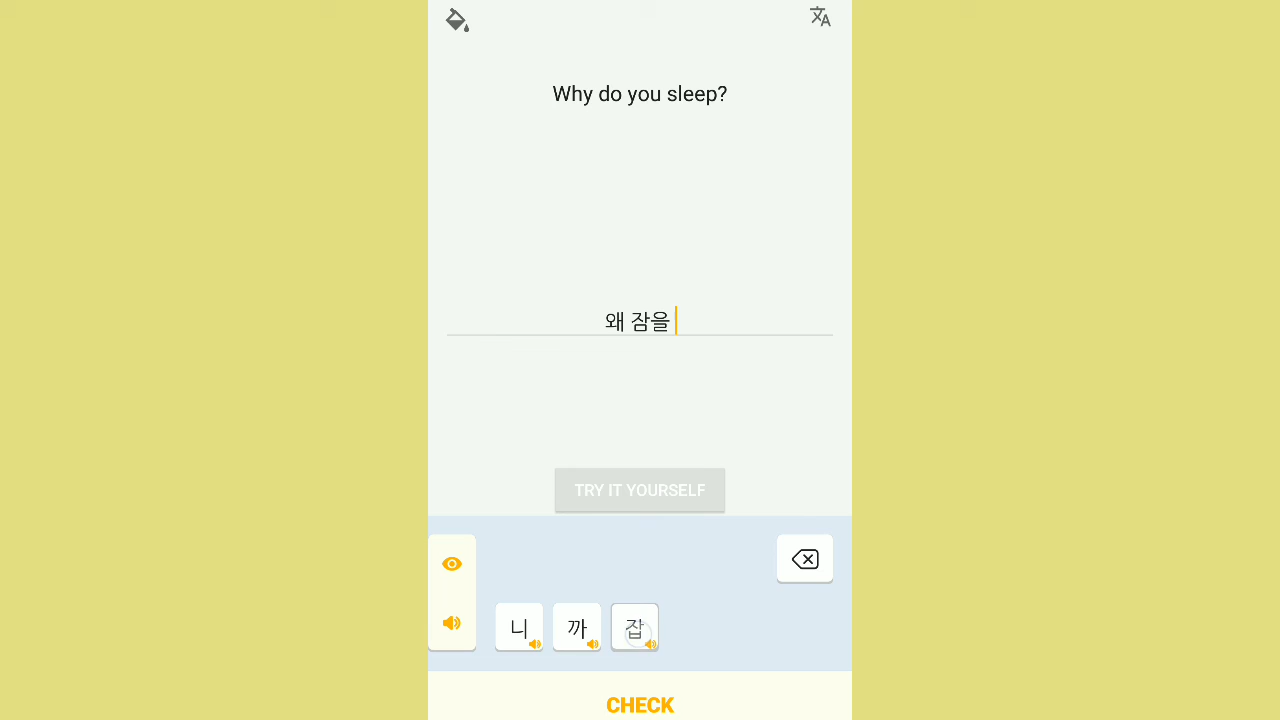 Why do you sleep?
왜 잠을
TRY IT YOURSELF
니 까 잡
CHECK